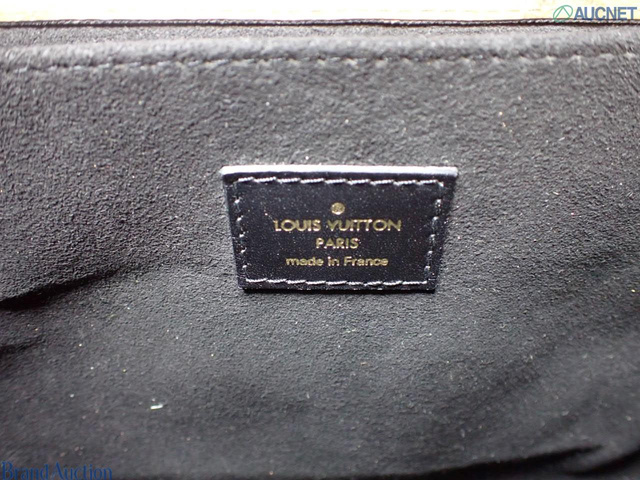 AUCNET
LOUIS VUITTON
PARIS
made in France
Brand Auction